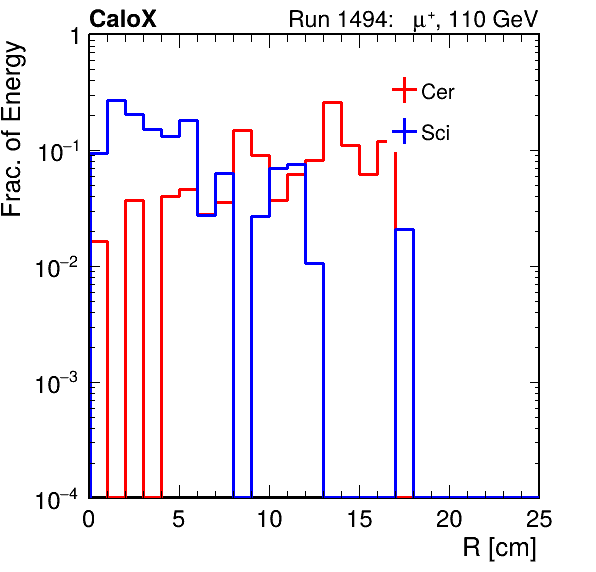 CaloX Run 1494: μ⁺, 110 GeV
Frac. of Energy
1
10⁻¹
10⁻²
10⁻³
10⁻⁴
Cer
Sci
0 5 10 15 20 25
R [cm]